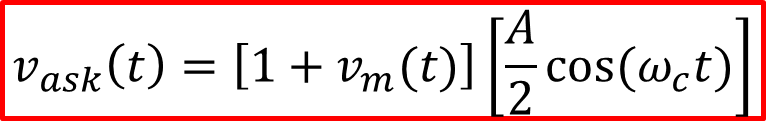 v_ask(t) = [1 + v_m(t)] [A/2 cos(ω_c t)]